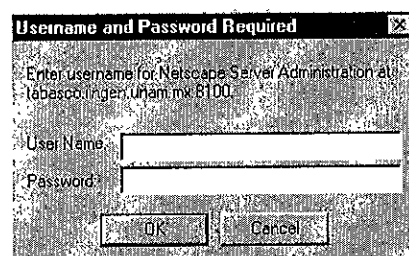 Username and Password Required
Enter username for Netscape Server Administration at
tabasco.ingen.unam.mx:8100.
User Name:
Password:
OK Cancel